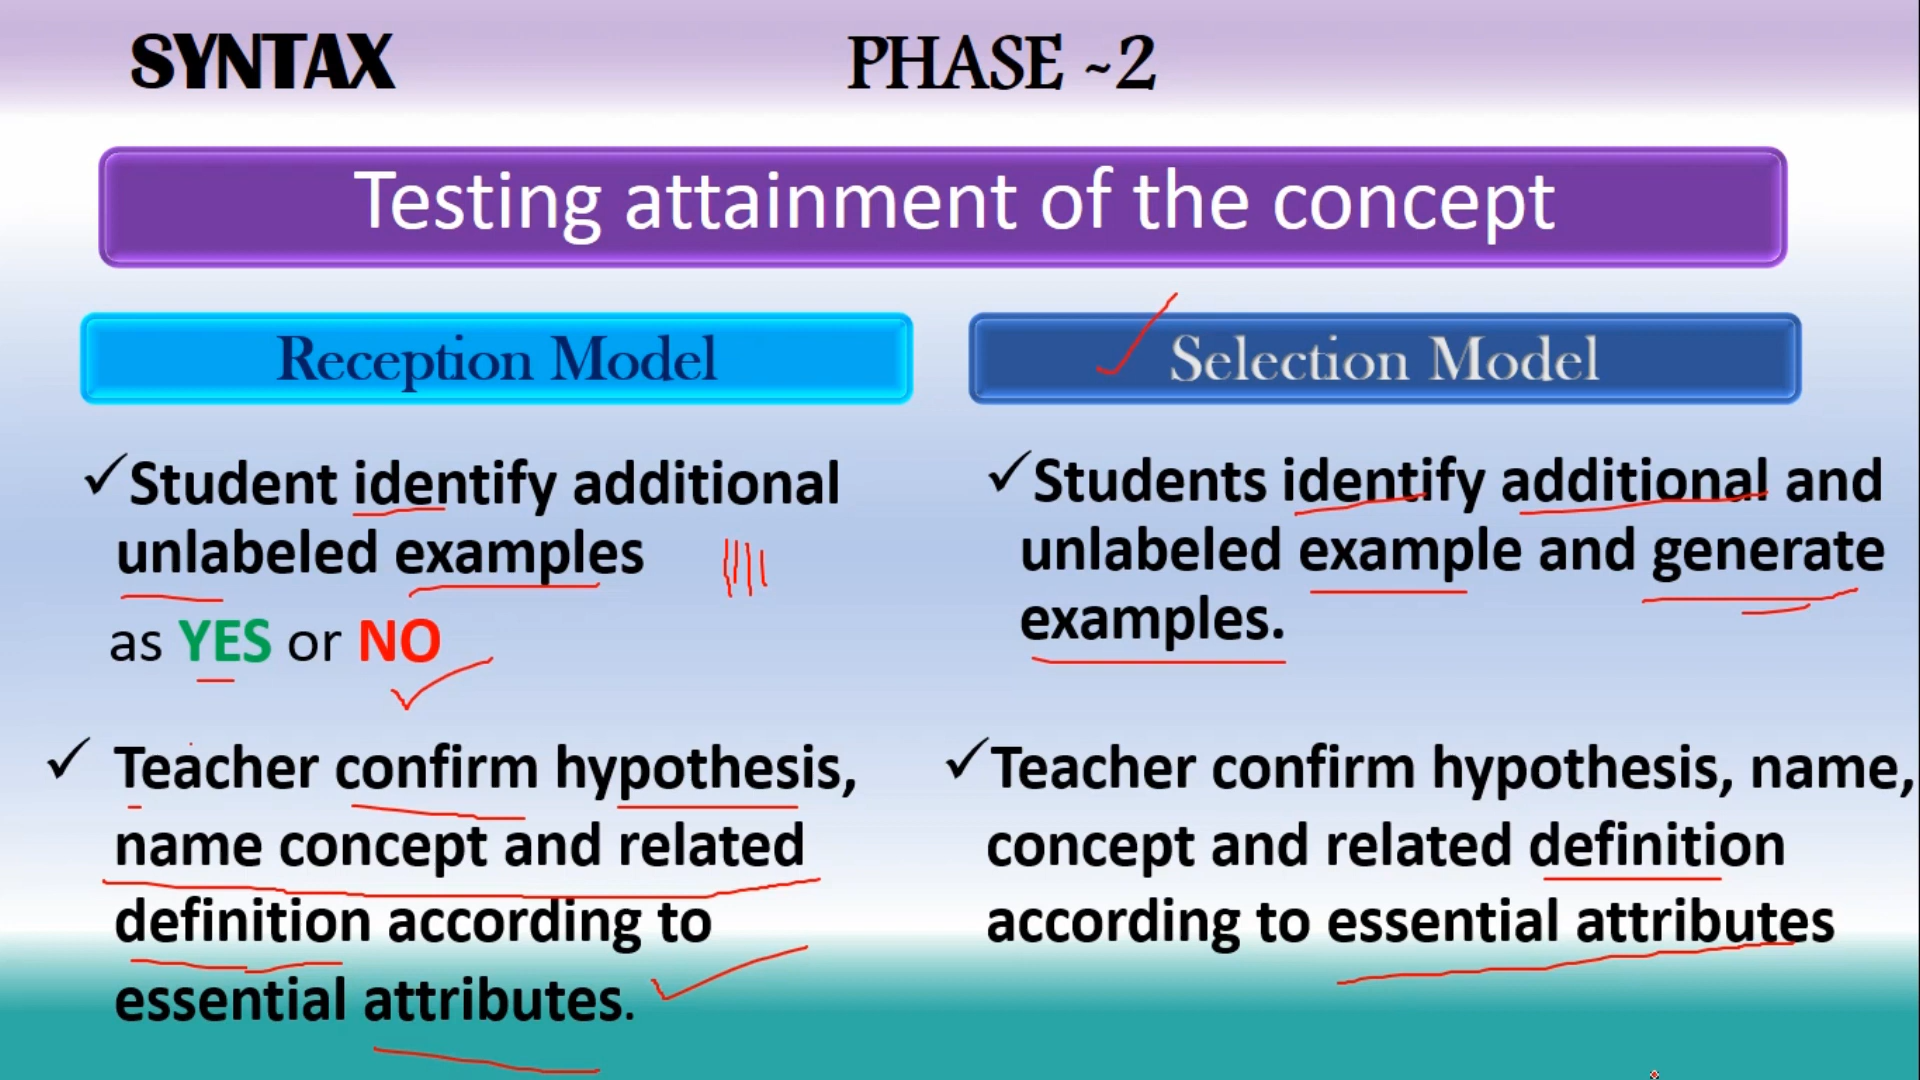 SYNTAX
PHASE ~2
Testing attainment of the concept
Reception Model
✓Student identify additional
unlabeled examples
as YES or NO
✓ Teacher confirm hypothesis,
name concept and related
definition according to
essential attributes.
Selection Model
✓Students identify additional and
unlabeled example and generate
examples.
✓Teacher confirm hypothesis, name,
concept and related definition
according to essential attributes